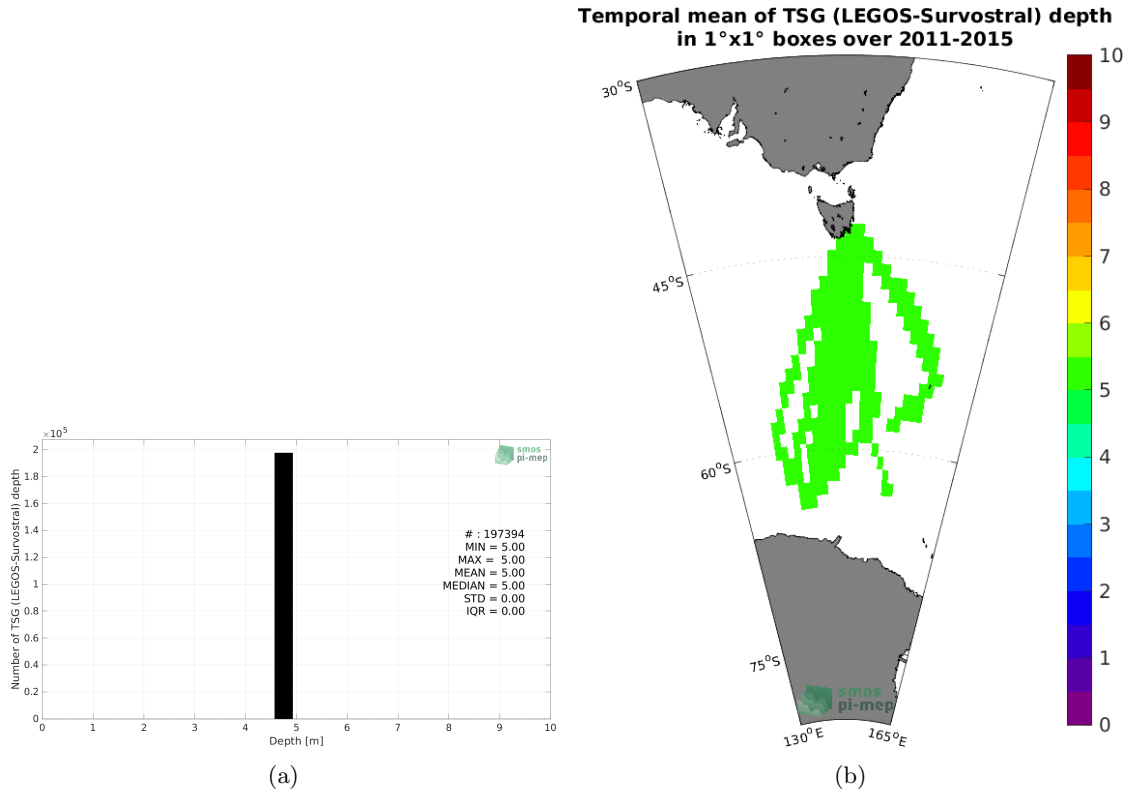 Temporal mean of TSG (LEGOS-Survostral) depth
in 1°x1° boxes over 2011-2015
×10⁵
2
1.8
1.6
1.4
1.2
1
0.8
0.6
0.4
0.2
0
Number of TSG (LEGOS-Survostral) depth
0 1 2 3 4 5 6 7 8 9 10
Depth [m]
smos
pi-mep
# : 197394
MIN = 5.00
MAX = 5.00
MEAN = 5.00
MEDIAN = 5.00
STD = 0.00
IQR = 0.00
(a)
30°S
45°S
60°S
75°S
130°E
165°E
smos
pi-mep
10
9
8
7
6
5
4
3
2
1
0
(b)